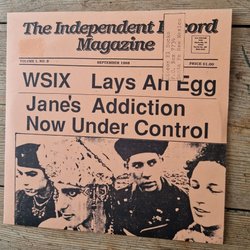 The Independent Record
Magazine
VOLUME 1, NO.
SEPTEMBER 1988
PRICE $1.00
WSIX Lays An Egg
Jane's Addiction
Now Under Control